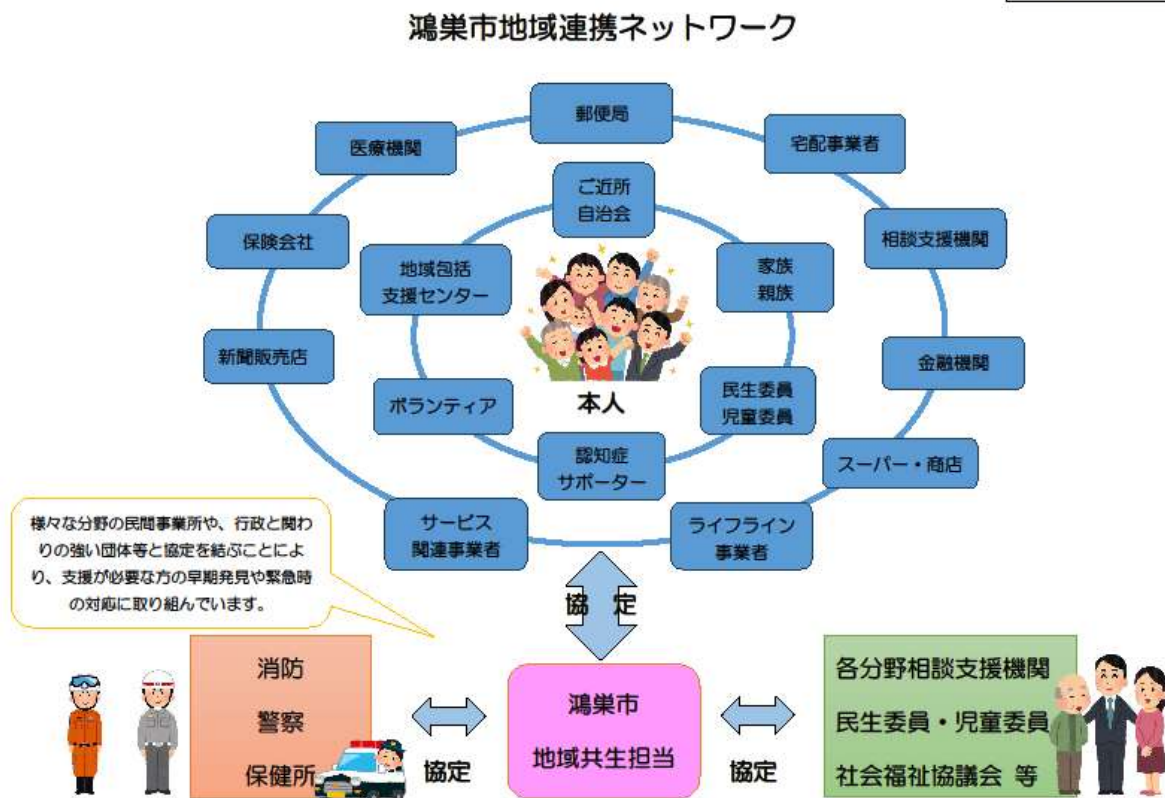 鴻巣市地域連携ネットワーク
郵便局
医療機関
宅配事業者
ご近所
自治会
保険会社
相談支援機関
地域包括
支援センター
家族
親族
新聞販売店
金融機関
ボランティア
本人
民生委員
児童委員
認知症
サポーター
スーパー・商店
サービス
関連事業者
ライフライン
事業者
様々な分野の民間事業所や、行政と関わ
りの強い団体等と協定を結ぶことによ
り、支援が必要な方の早期発見や緊急時
の対応に取り組んでいます。
協 定
消防
警察
保健所
協定
鴻巣市
地域共生担当
協定
各分野相談支援機関
民生委員・児童委員
社会福祉協議会 等